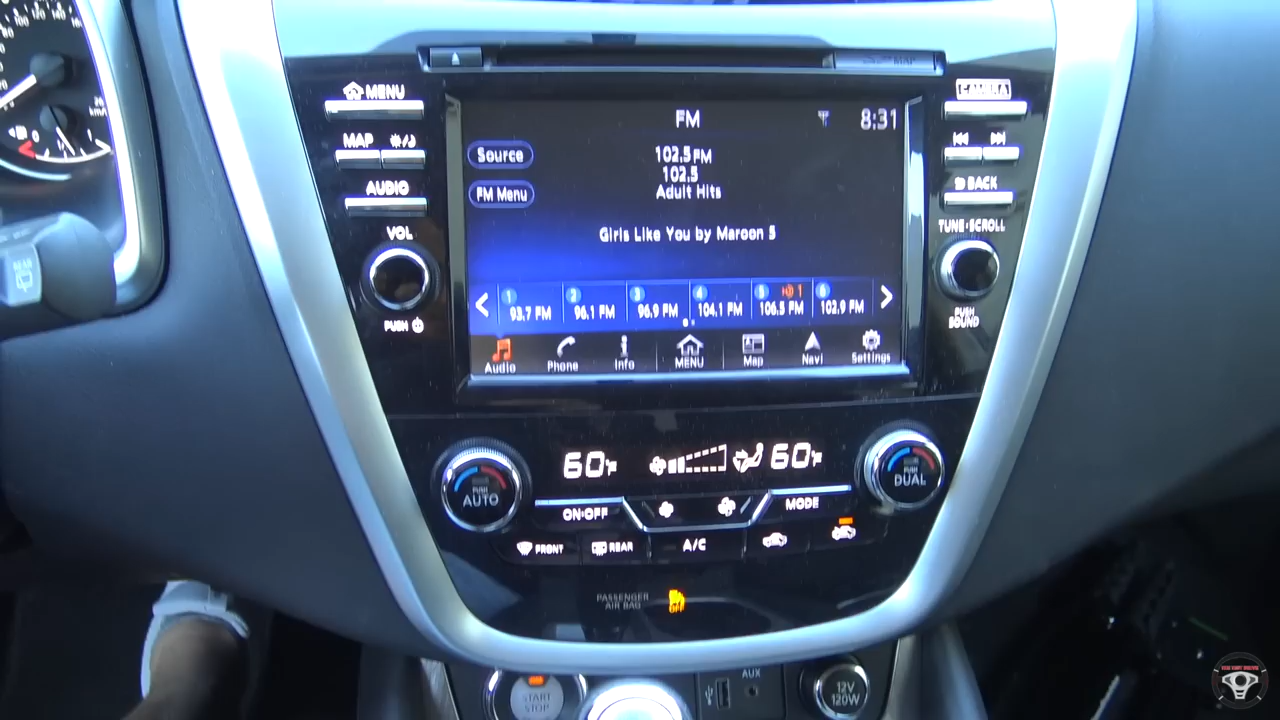 MENU
CAMERA
MAP
AUDIO
VOL
PUSH
FM
8:31
Source
102.5 FM
102.5
FM Menu
Adult Hits
Girls Like You by Maroon 5
1 2 3 4 5 HD 1 6
93.7 FM 96.1 FM 96.9 FM 104.1 FM 106.5 FM 102.9 FM
Audio Phone Info MENU Map Navi Settings
BACK
TUNE·SCROLL
PUSH
SOUND
60°F
60°F
PUSH
AUTO
PUSH
DUAL
ON·OFF
MODE
FRONT
REAR
A/C
PASSENGER
AIR BAG
OFF
START
STOP
AUX
12V
120W
REAR